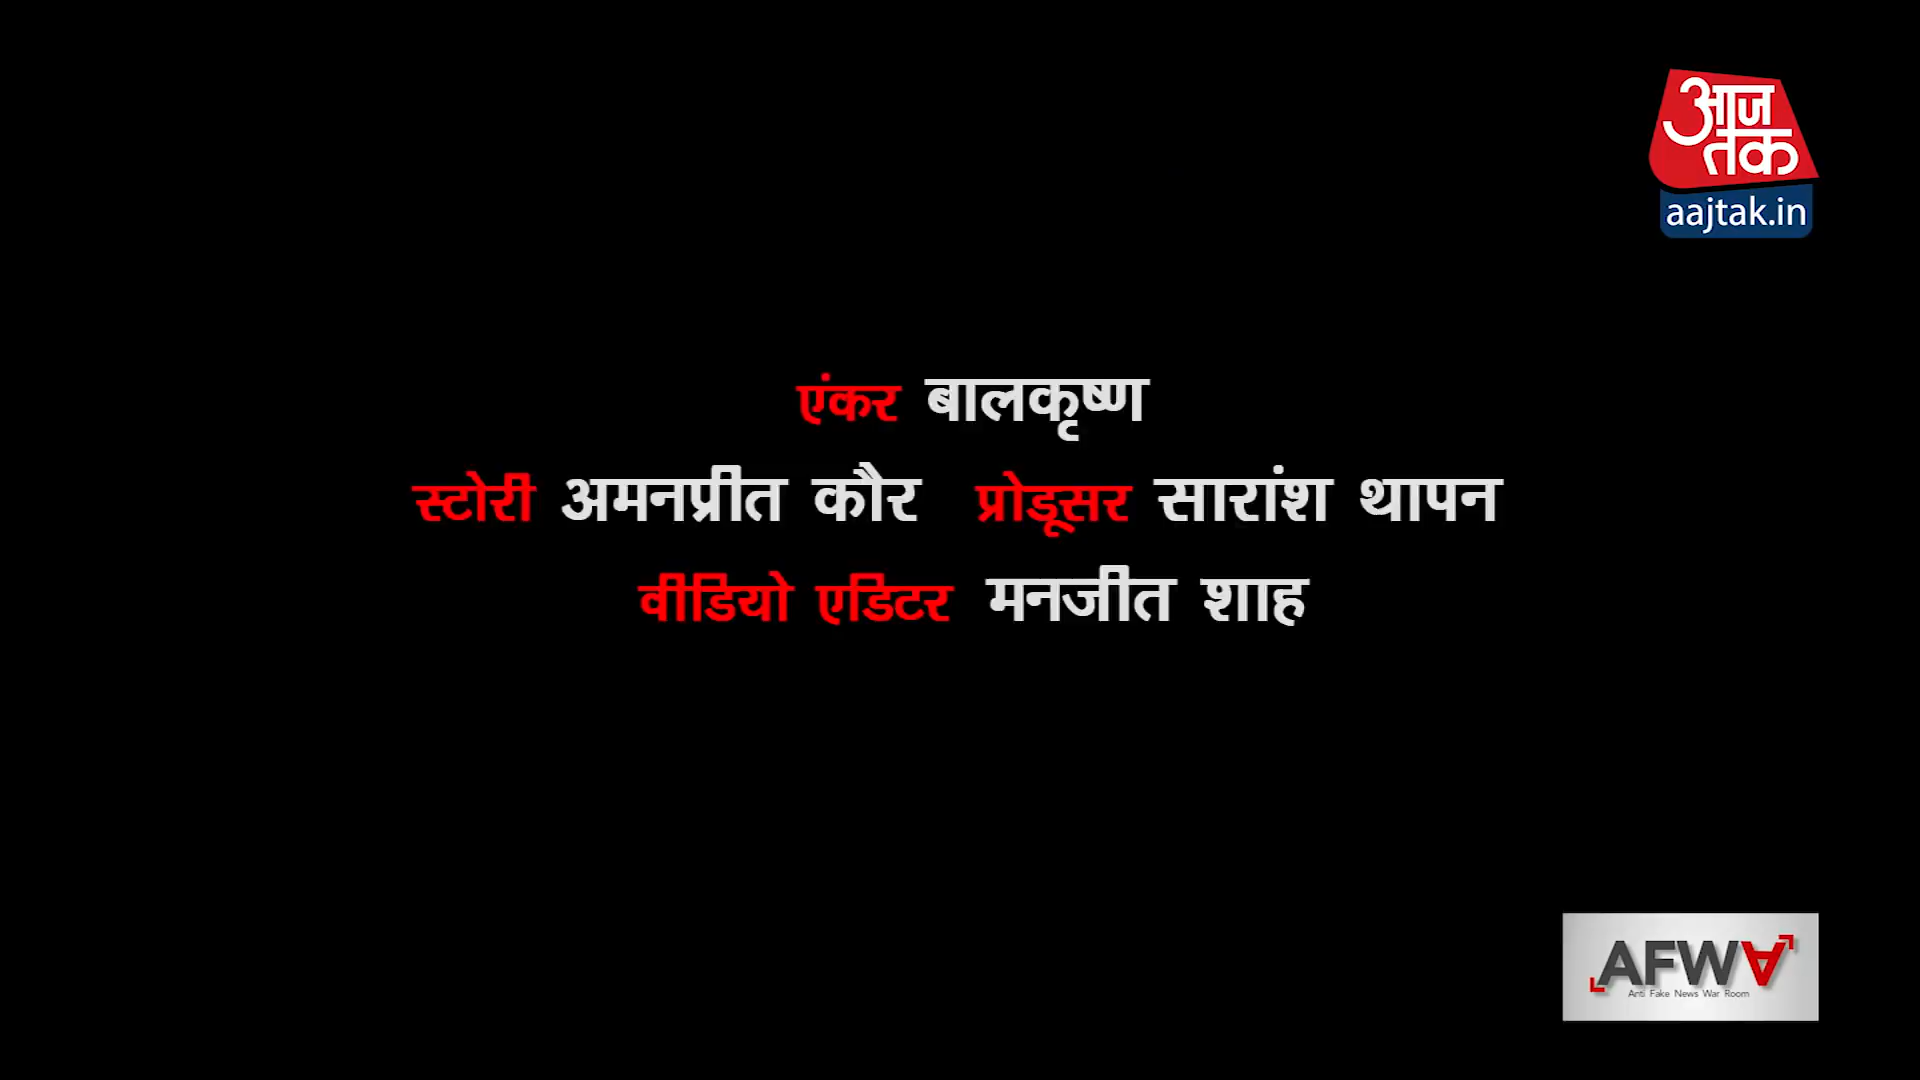 आज
तक
aajtak.in
एंकर बालकृष्ण
स्टोरी अमनप्रीत कौर प्रोडूसर सारांश थापन
वीडियो एडिटर मनजीत शाह
AFWA
Anti Fake News War Room